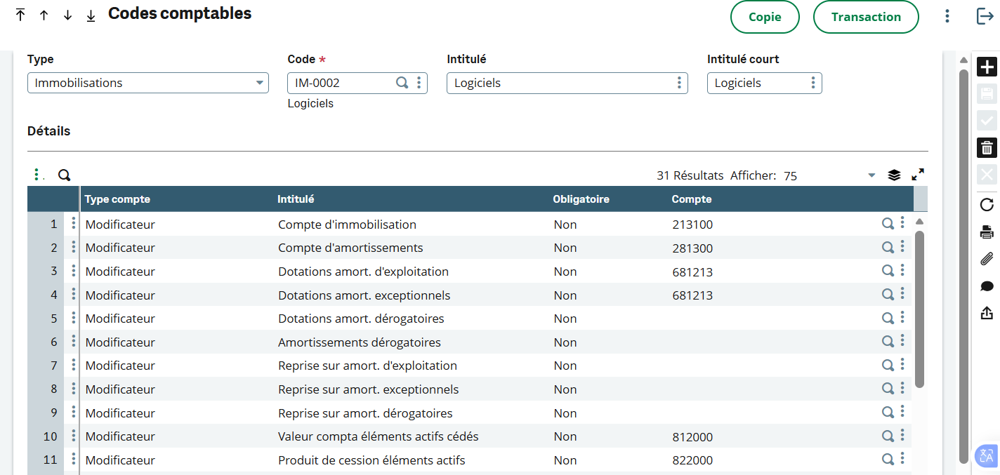 Codes comptables
Copie
Transaction
Type
Code *
Intitulé
Intitulé court
Immobilisations
IM-0002
Logiciels
Logiciels
Logiciels
Détails
31 Résultats Afficher: 75
Type compte Intitulé Obligatoire Compte
1 Modificateur Compte d'immobilisation Non 213100
2 Modificateur Compte d'amortissements Non 281300
3 Modificateur Dotations amort. d'exploitation Non 681213
4 Modificateur Dotations amort. exceptionnels Non 681213
5 Modificateur Dotations amort. dérogatoires Non
6 Modificateur Amortissements dérogatoires Non
7 Modificateur Reprise sur amort. d'exploitation Non
8 Modificateur Reprise sur amort. exceptionnels Non
9 Modificateur Reprise sur amort. dérogatoires Non
10 Modificateur Valeur compta éléments actifs cédés Non 812000
11 Modificateur Produit de cession éléments actifs Non 822000